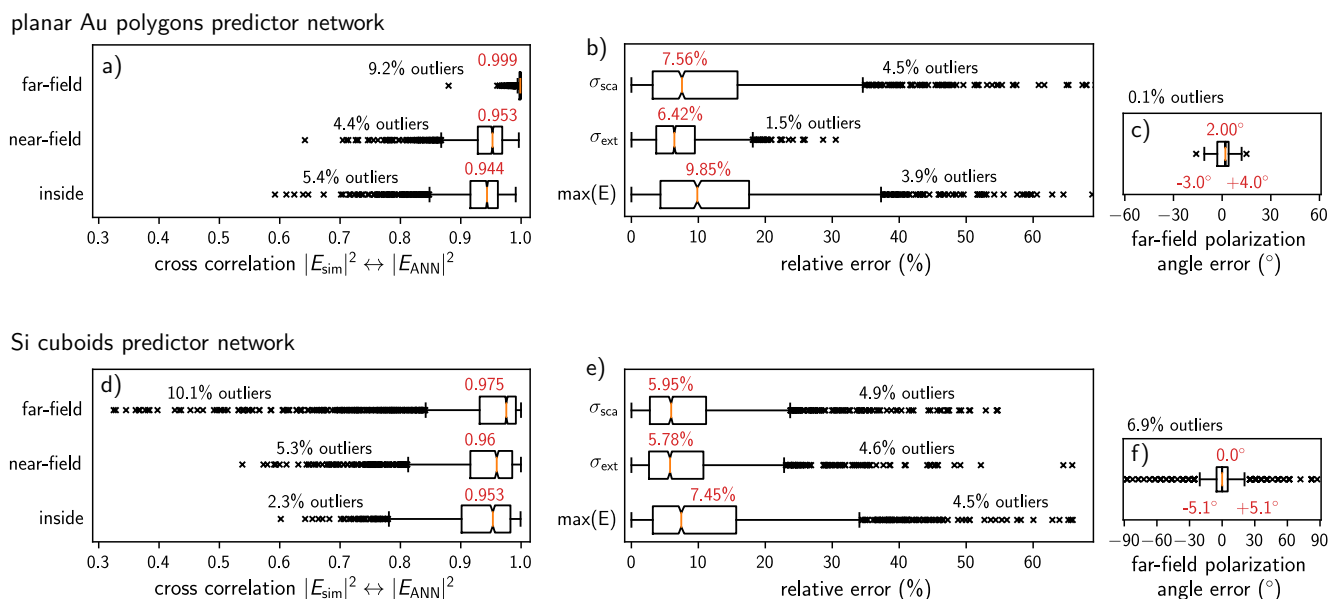 planar Au polygons predictor network
a)
far-field
near-field
inside
9.2% outliers
0.999
4.4% outliers
0.953
5.4% outliers
0.944
0.3 0.4 0.5 0.6 0.7 0.8 0.9 1.0
cross correlation |E_sim|² ↔ |E_ANN|²
b)
σ_sca
σ_ext
max(E)
7.56%
4.5% outliers
6.42%
1.5% outliers
9.85%
3.9% outliers
0 10 20 30 40 50 60
relative error (%)
0.1% outliers
c)
2.00°
-3.0° +4.0°
−60 −30 0 30 60
far-field polarization
angle error (°)
Si cuboids predictor network
d)
far-field
near-field
inside
10.1% outliers
0.975
5.3% outliers
0.96
2.3% outliers
0.953
0.3 0.4 0.5 0.6 0.7 0.8 0.9 1.0
cross correlation |E_sim|² ↔ |E_ANN|²
e)
σ_sca
σ_ext
max(E)
5.95%
4.9% outliers
5.78%
4.6% outliers
7.45%
4.5% outliers
0 10 20 30 40 50 60
relative error (%)
6.9% outliers
f)
0.0°
-5.1° +5.1°
−90 −60 −30 0 30 60 90
far-field polarization
angle error (°)